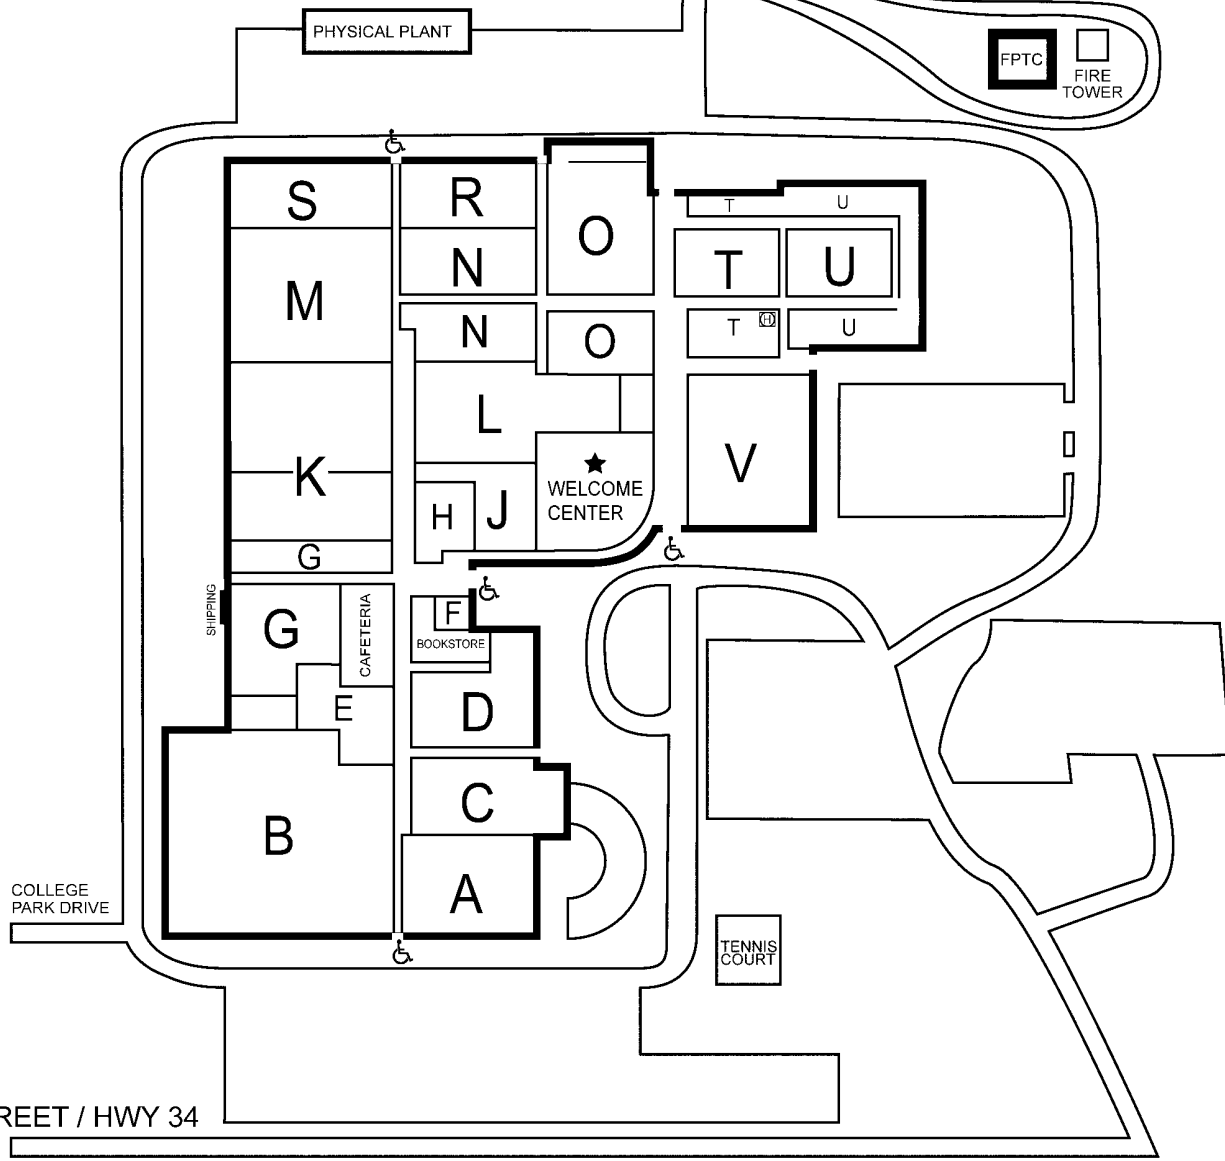 PHYSICAL PLANT
FPTC
FIRE
TOWER
S
R
O
T
U
N
T
U
M
N
O
T
H
U
L
K
V
WELCOME
CENTER
H
J
G
SHIPPING
G
CAFETERIA
F
BOOKSTORE
E
D
C
B
A
COLLEGE
PARK DRIVE
TENNIS
COURT
REET / HWY 34